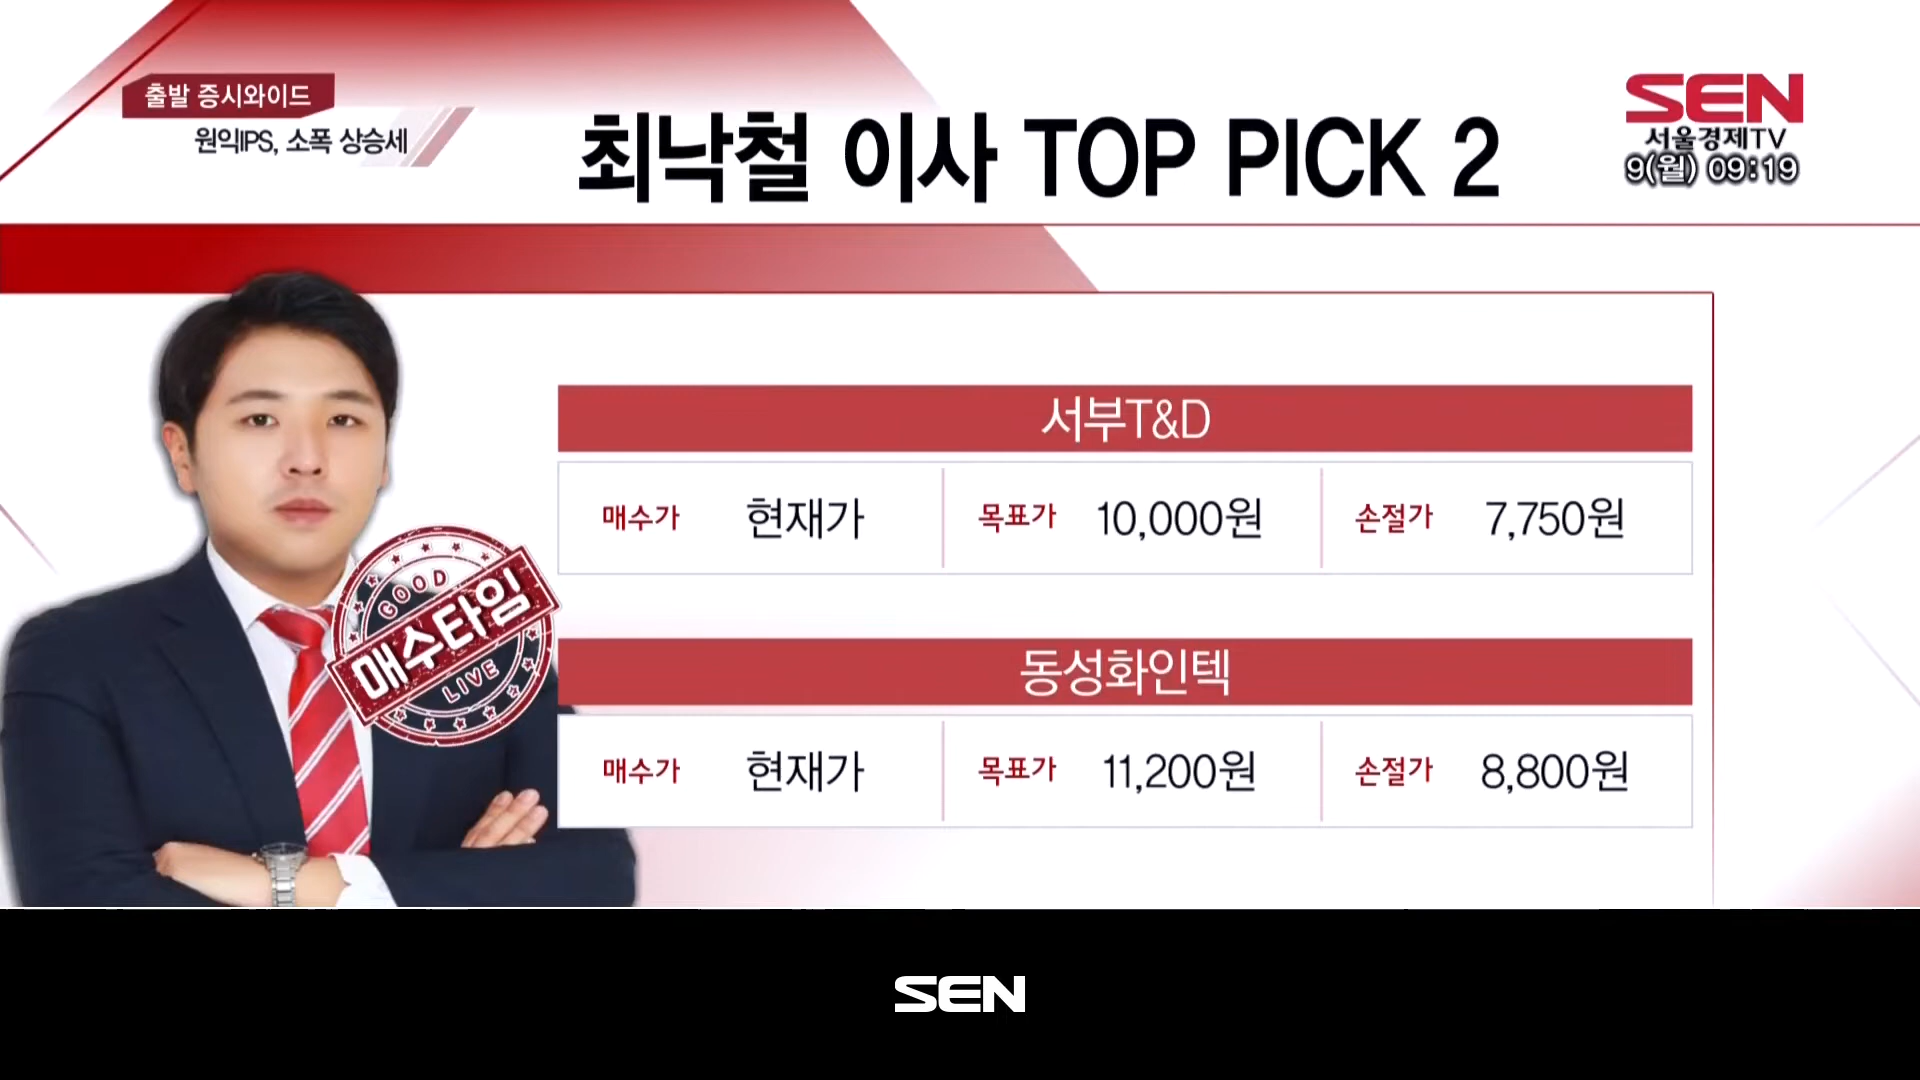 출발 증시와이드
원익IPS, 소폭 상승세
최낙철 이사 TOP PICK 2
SEN
서울경제TV
9(월) 09:19
서부T&D
매수가 현재가 목표가 10,000원 손절가 7,750원
GOOD
매수타임
LIVE
동성화인텍
매수가 현재가 목표가 11,200원 손절가 8,800원
SEN